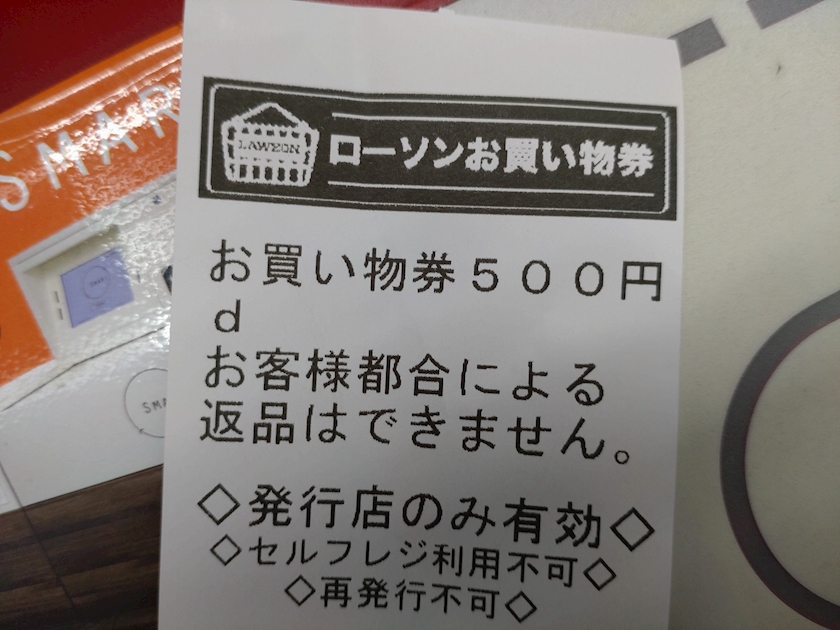 SMAR
LAWSON
ローソンお買い物券
お買い物券５００円
ｄ
お客様都合による
返品はできません。
◇発行店のみ有効◇
◇セルフレジ利用不可◇
◇再発行不可◇
SMA